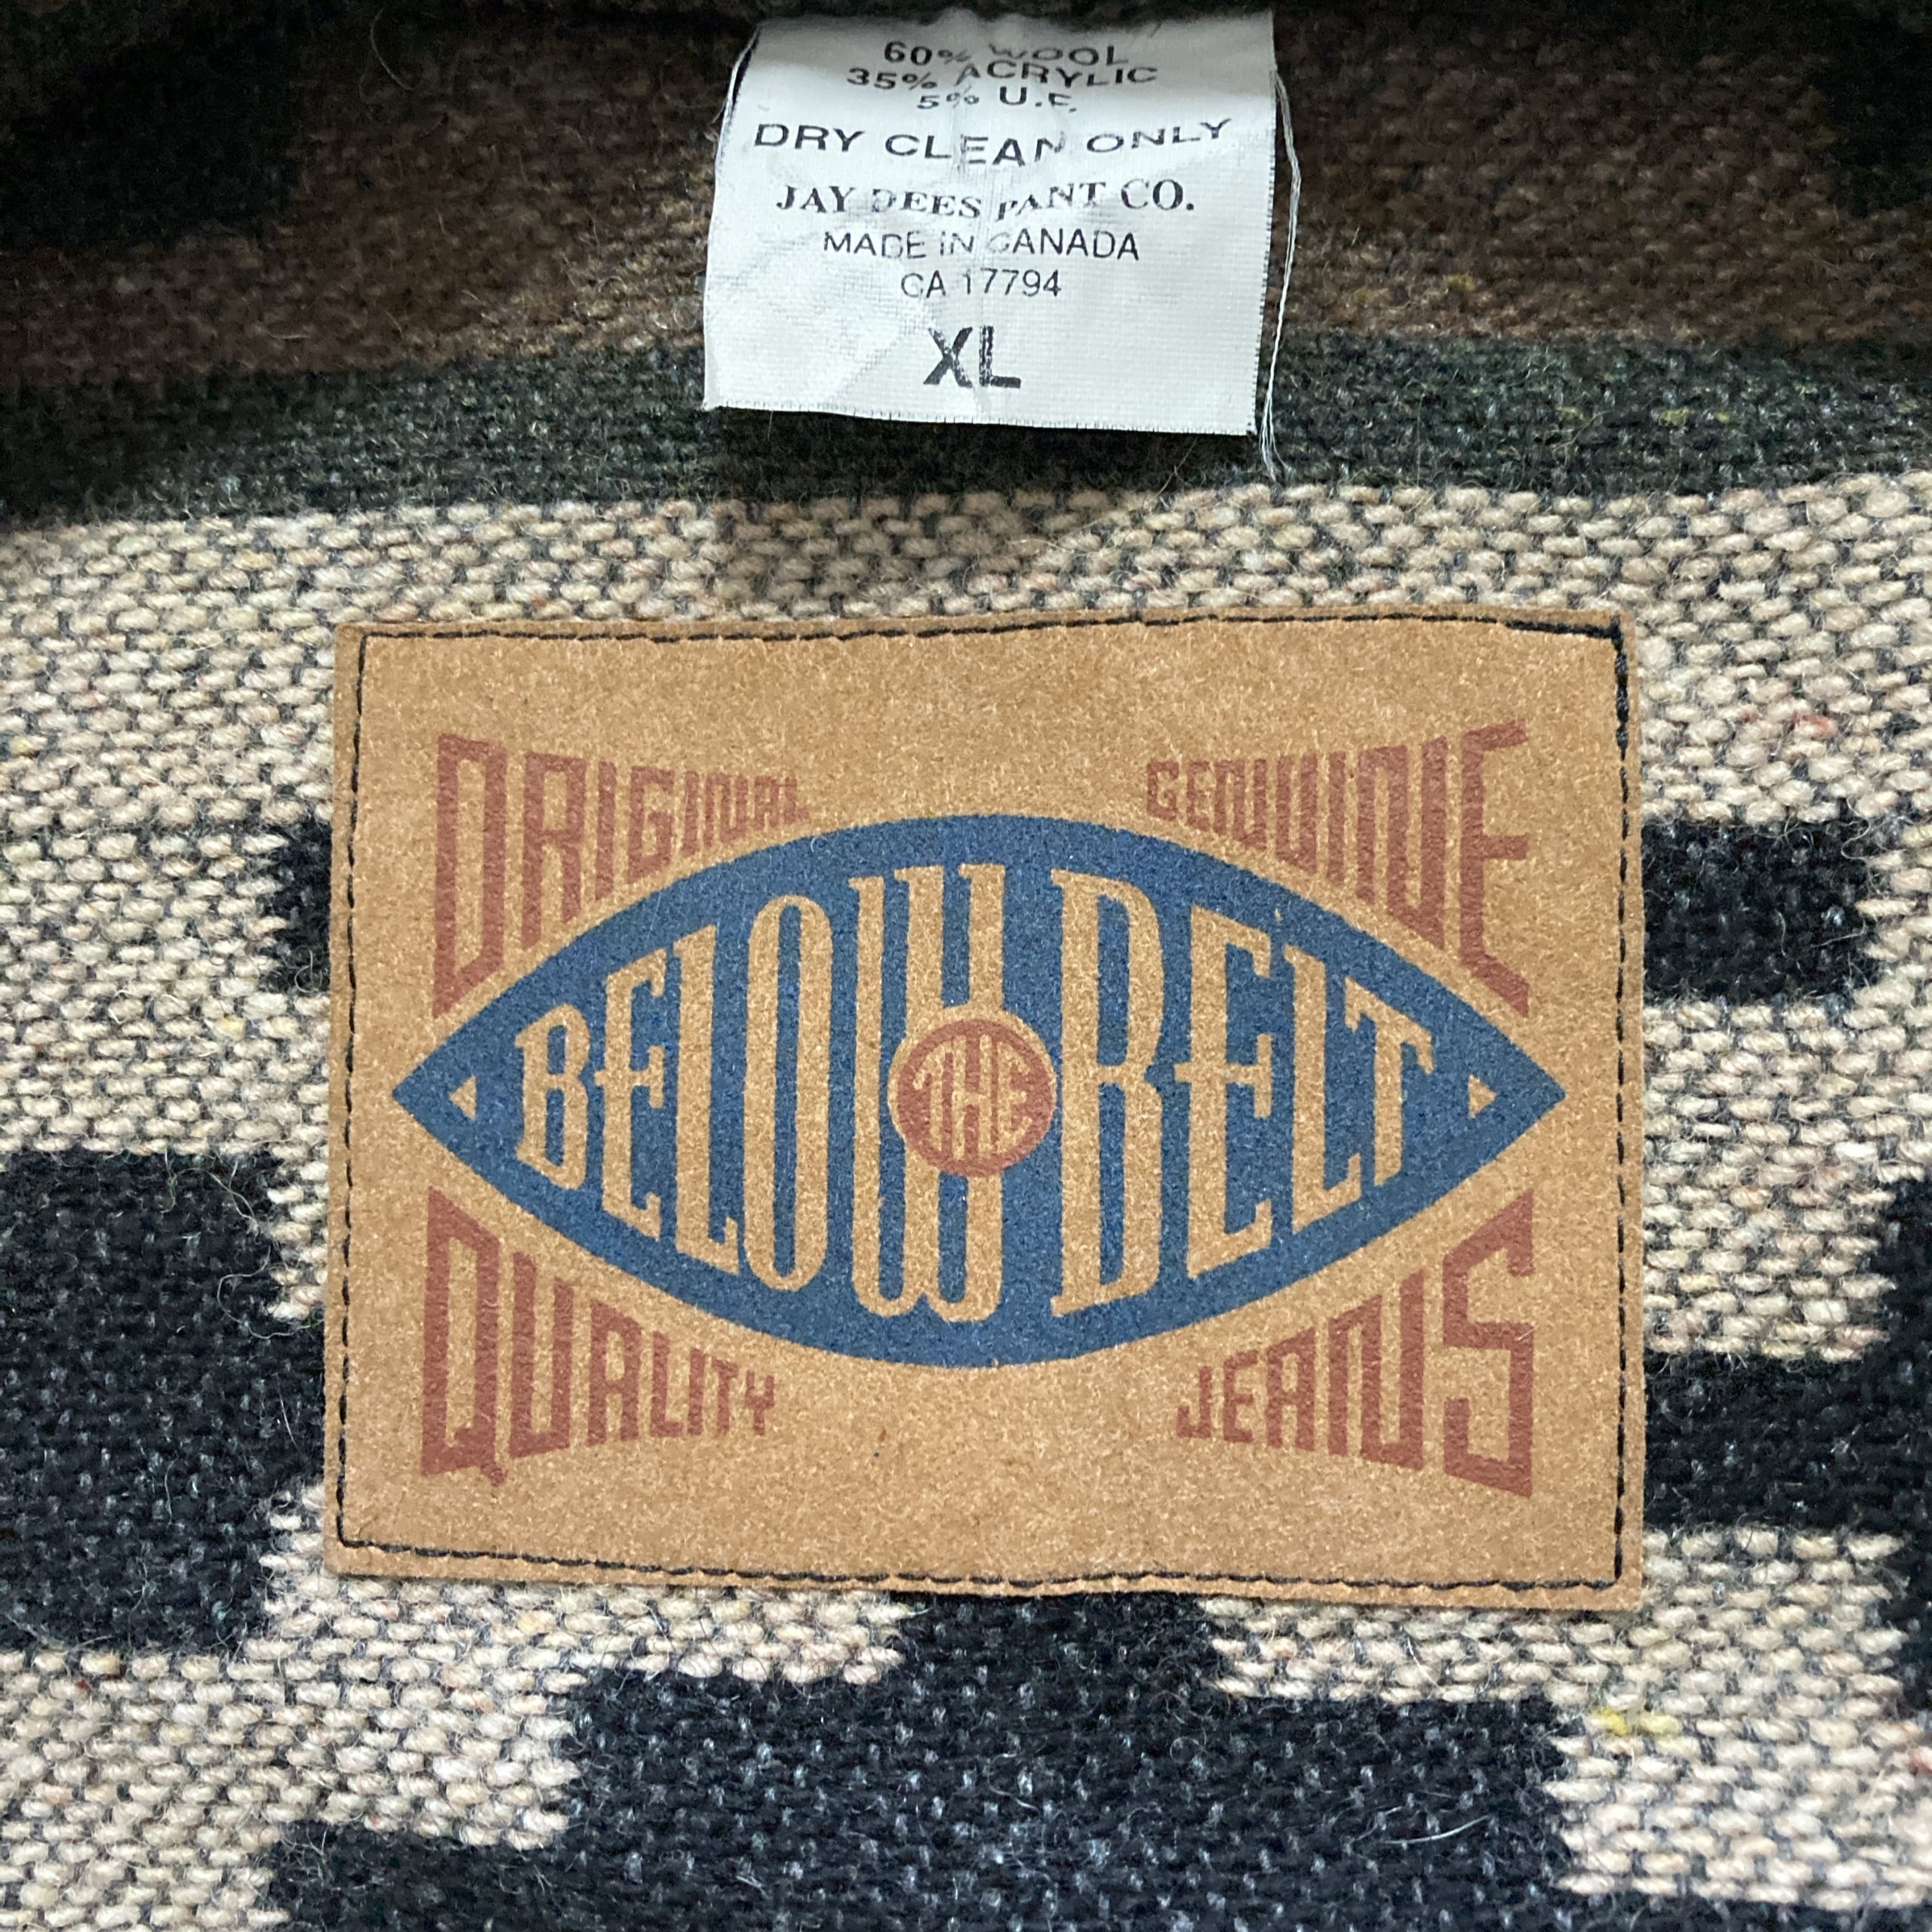 60% WOOL
35% ACRYLIC
5% U.F.
DRY CLEAN ONLY
JAY DEES PANT CO.
MADE IN CANADA
CA 17794
XL
ORIGINAL GENUINE
BELOW THE BELT
QUALITY JEANS